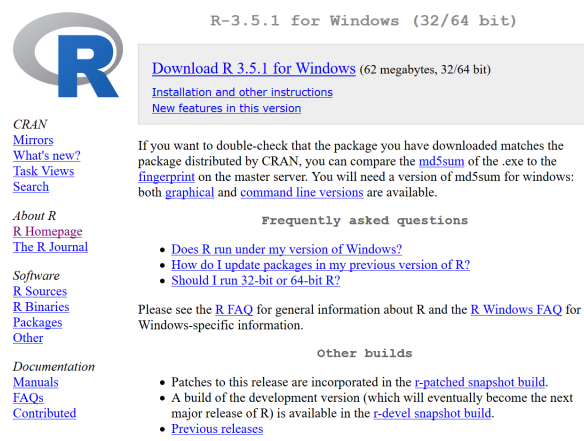 R-3.5.1 for Windows (32/64 bit)
R
Download R 3.5.1 for Windows (62 megabytes, 32/64 bit)
Installation and other instructions
New features in this version
CRAN
Mirrors
What's new?
Task Views
Search
About R
R Homepage
The R Journal
Software
R Sources
R Binaries
Packages
Other
Documentation
Manuals
FAQs
Contributed
If you want to double-check that the package you have downloaded matches the
package distributed by CRAN, you can compare the md5sum of the .exe to the
fingerprint on the master server. You will need a version of md5sum for windows:
both graphical and command line versions are available.
Frequently asked questions
• Does R run under my version of Windows?
• How do I update packages in my previous version of R?
• Should I run 32-bit or 64-bit R?
Please see the R FAQ for general information about R and the R Windows FAQ for
Windows-specific information.
Other builds
• Patches to this release are incorporated in the r-patched snapshot build.
• A build of the development version (which will eventually become the next
major release of R) is available in the r-devel snapshot build.
• Previous releases